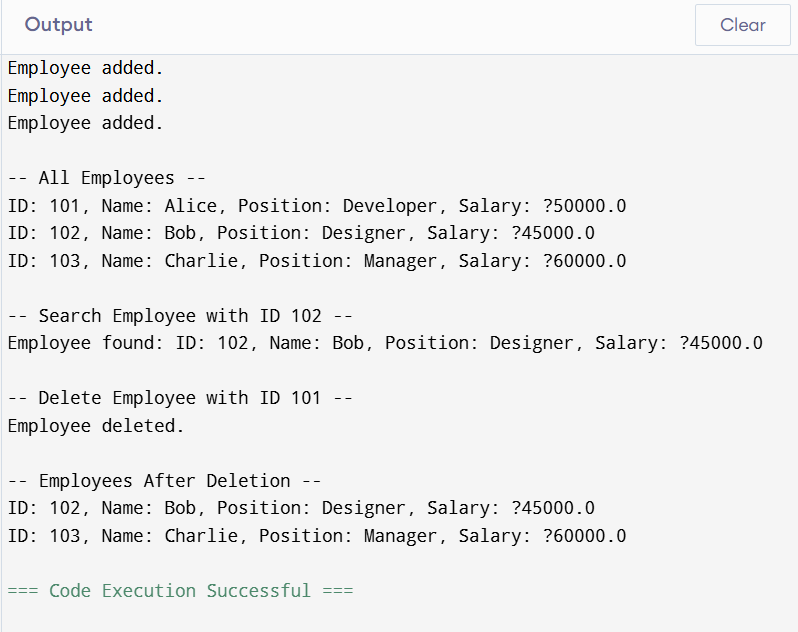 Output
Clear
Employee added.
Employee added.
Employee added.
-- All Employees --
ID: 101, Name: Alice, Position: Developer, Salary: ?50000.0
ID: 102, Name: Bob, Position: Designer, Salary: ?45000.0
ID: 103, Name: Charlie, Position: Manager, Salary: ?60000.0
-- Search Employee with ID 102 --
Employee found: ID: 102, Name: Bob, Position: Designer, Salary: ?45000.0
-- Delete Employee with ID 101 --
Employee deleted.
-- Employees After Deletion --
ID: 102, Name: Bob, Position: Designer, Salary: ?45000.0
ID: 103, Name: Charlie, Position: Manager, Salary: ?60000.0
=== Code Execution Successful ===